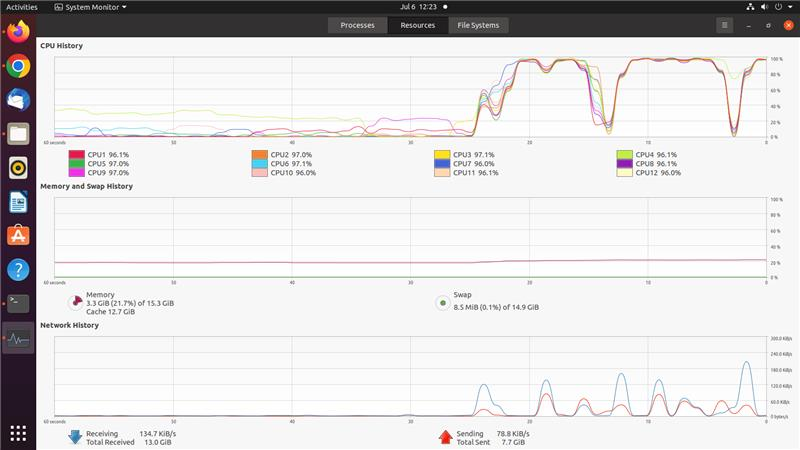 Activities System Monitor Jul 6 12:23
Processes Resources File Systems
CPU History
100 %
80 %
60 %
40 %
20 %
0 %
60 seconds 50 40 30 20 10 0
CPU1 96.1% CPU2 97.0% CPU3 97.1% CPU4 96.1%
CPU5 97.0% CPU6 97.1% CPU7 96.0% CPU8 96.1%
CPU9 97.0% CPU10 96.0% CPU11 96.1% CPU12 96.0%
Memory and Swap History
100 %
80 %
60 %
40 %
20 %
0 %
60 seconds 50 40 30 20 10 0
Memory Swap
3.3 GiB (21.7%) of 15.3 GiB 8.5 MiB (0.1%) of 14.9 GiB
Cache 12.7 GiB
Network History
300.0 KiB/s
240.0 KiB/s
180.0 KiB/s
120.0 KiB/s
60.0 KiB/s
0 bytes/s
60 seconds 50 40 30 20 10 0
Receiving 134.7 KiB/s Sending 78.8 KiB/s
Total Received 13.0 GiB Total Sent 7.7 GiB